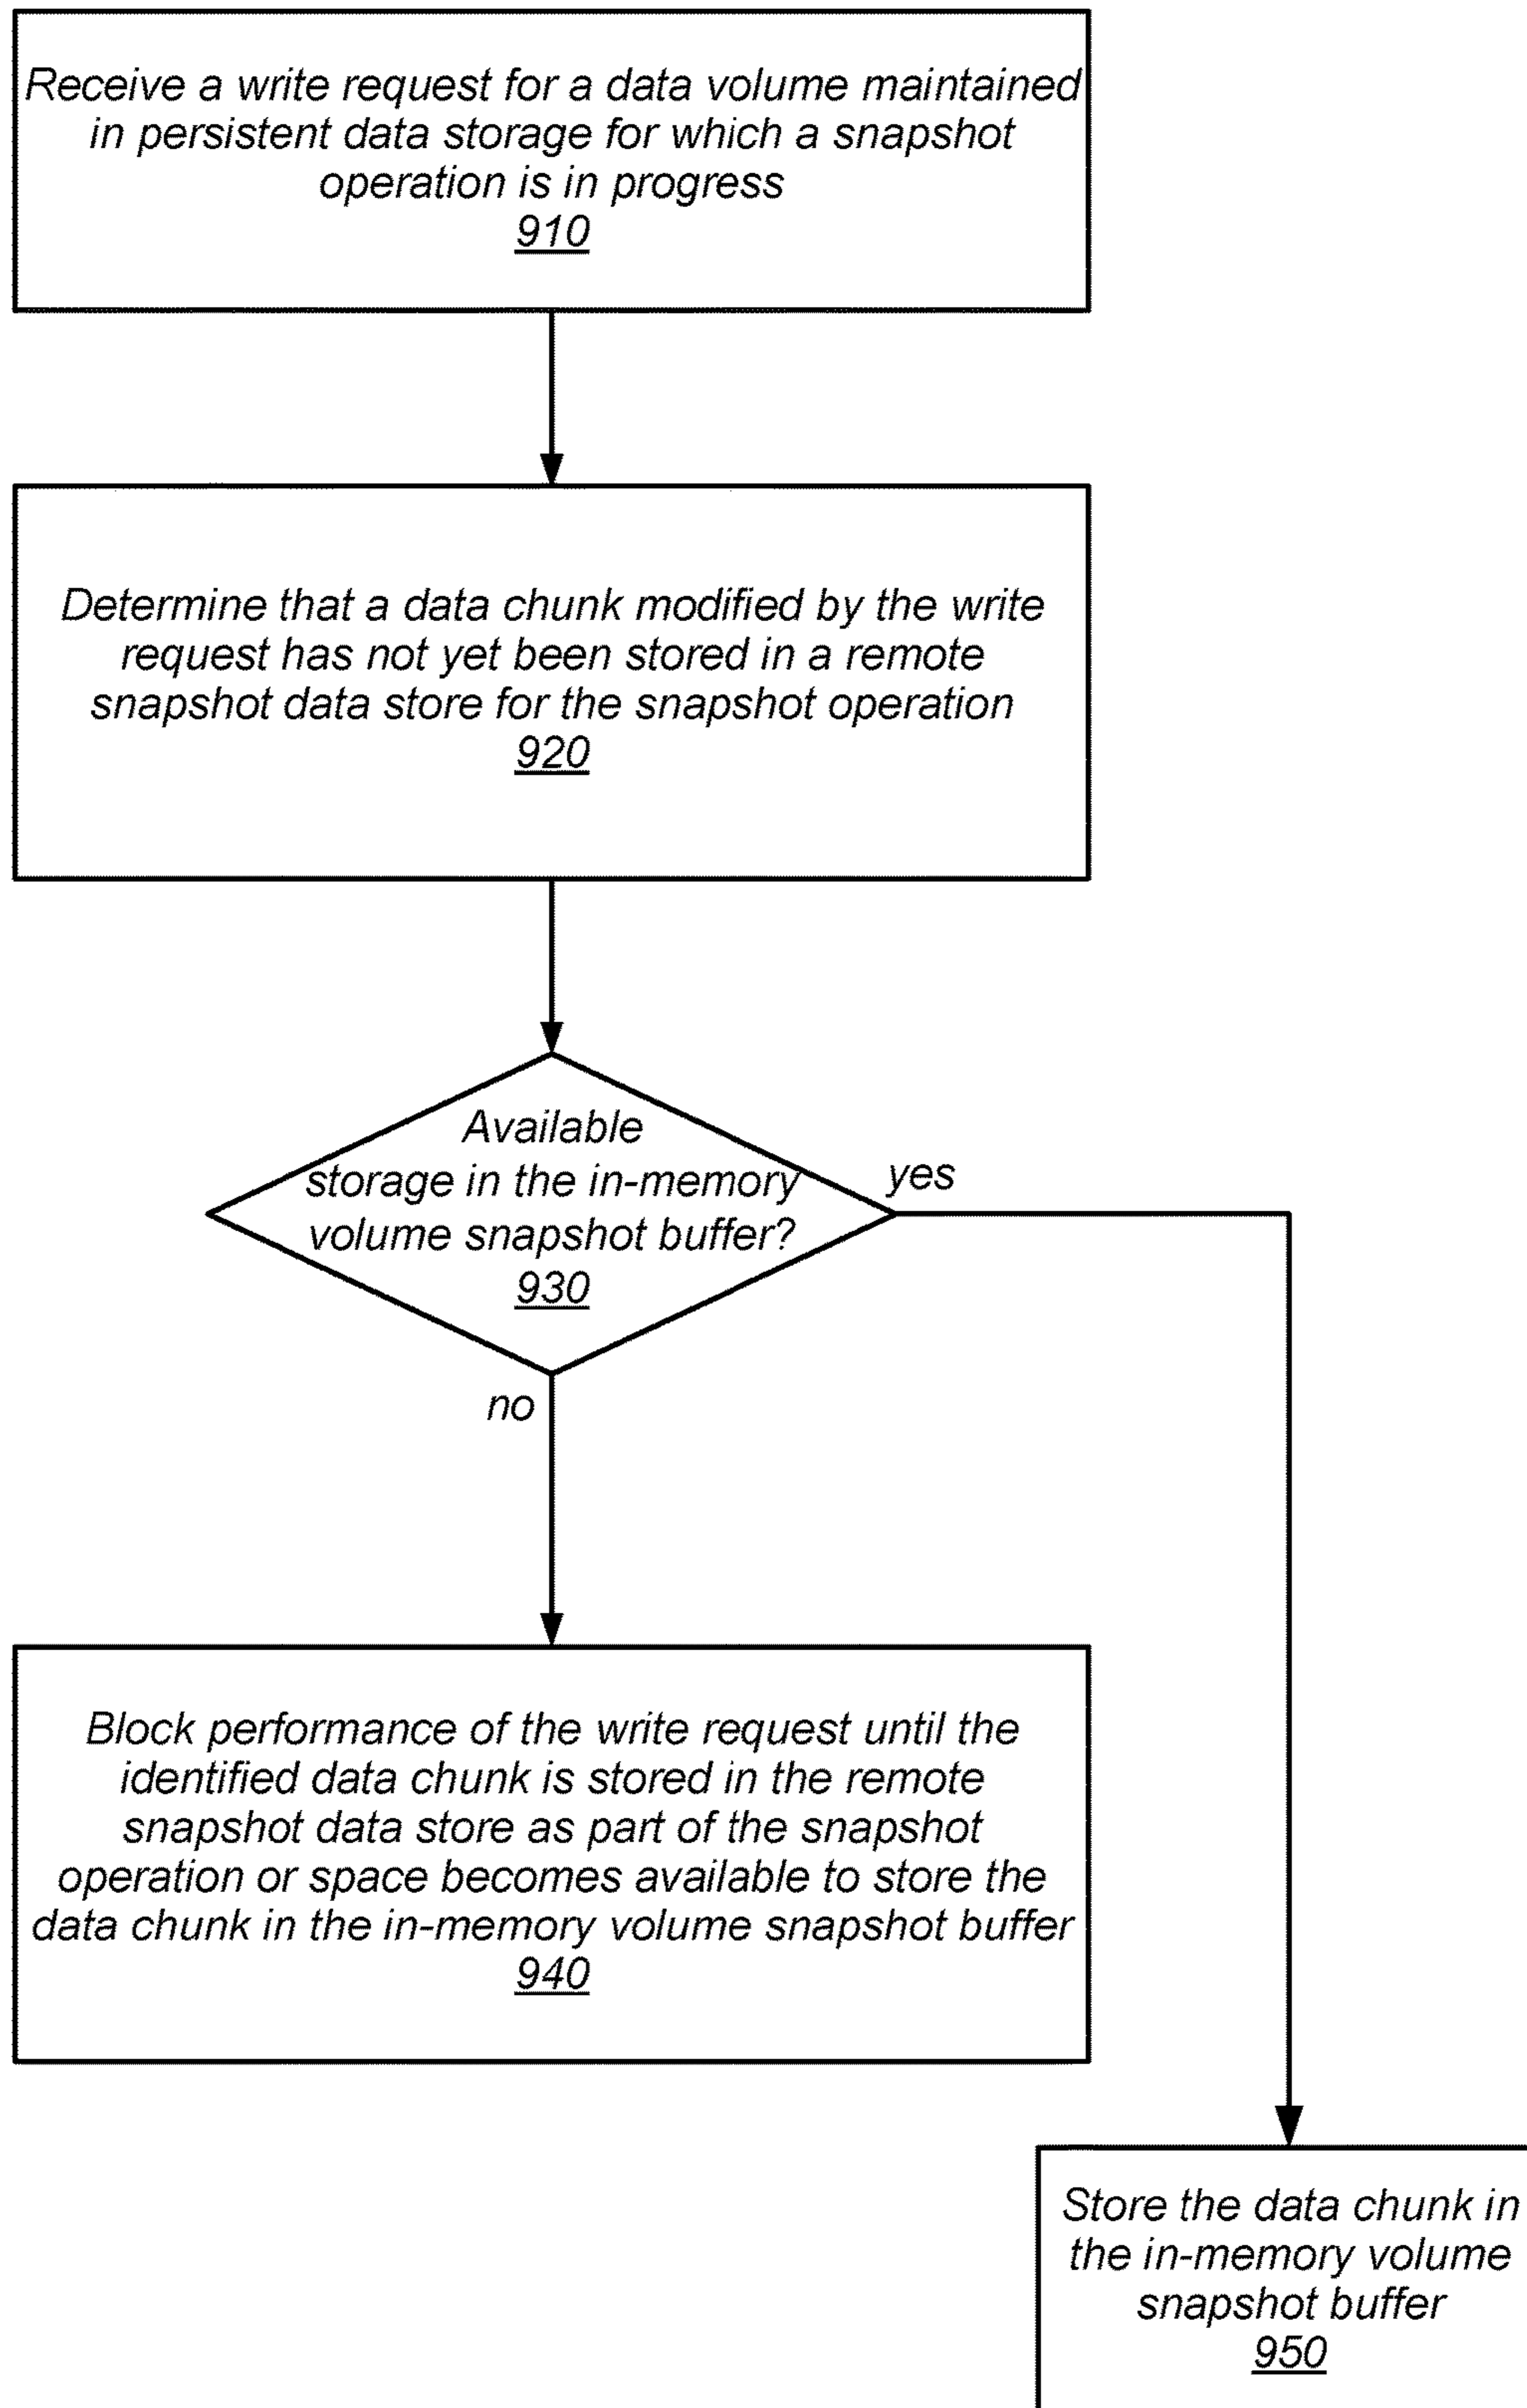 Receive a write request for a data volume maintained
in persistent data storage for which a snapshot
operation is in progress
910
Determine that a data chunk modified by the write
request has not yet been stored in a remote
snapshot data store for the snapshot operation
920
Available
storage in the in-memory
volume snapshot buffer?
930
yes
no
Block performance of the write request until the
identified data chunk is stored in the remote
snapshot data store as part of the snapshot
operation or space becomes available to store the
data chunk in the in-memory volume snapshot buffer
940
Store the data chunk in
the in-memory volume
snapshot buffer
950